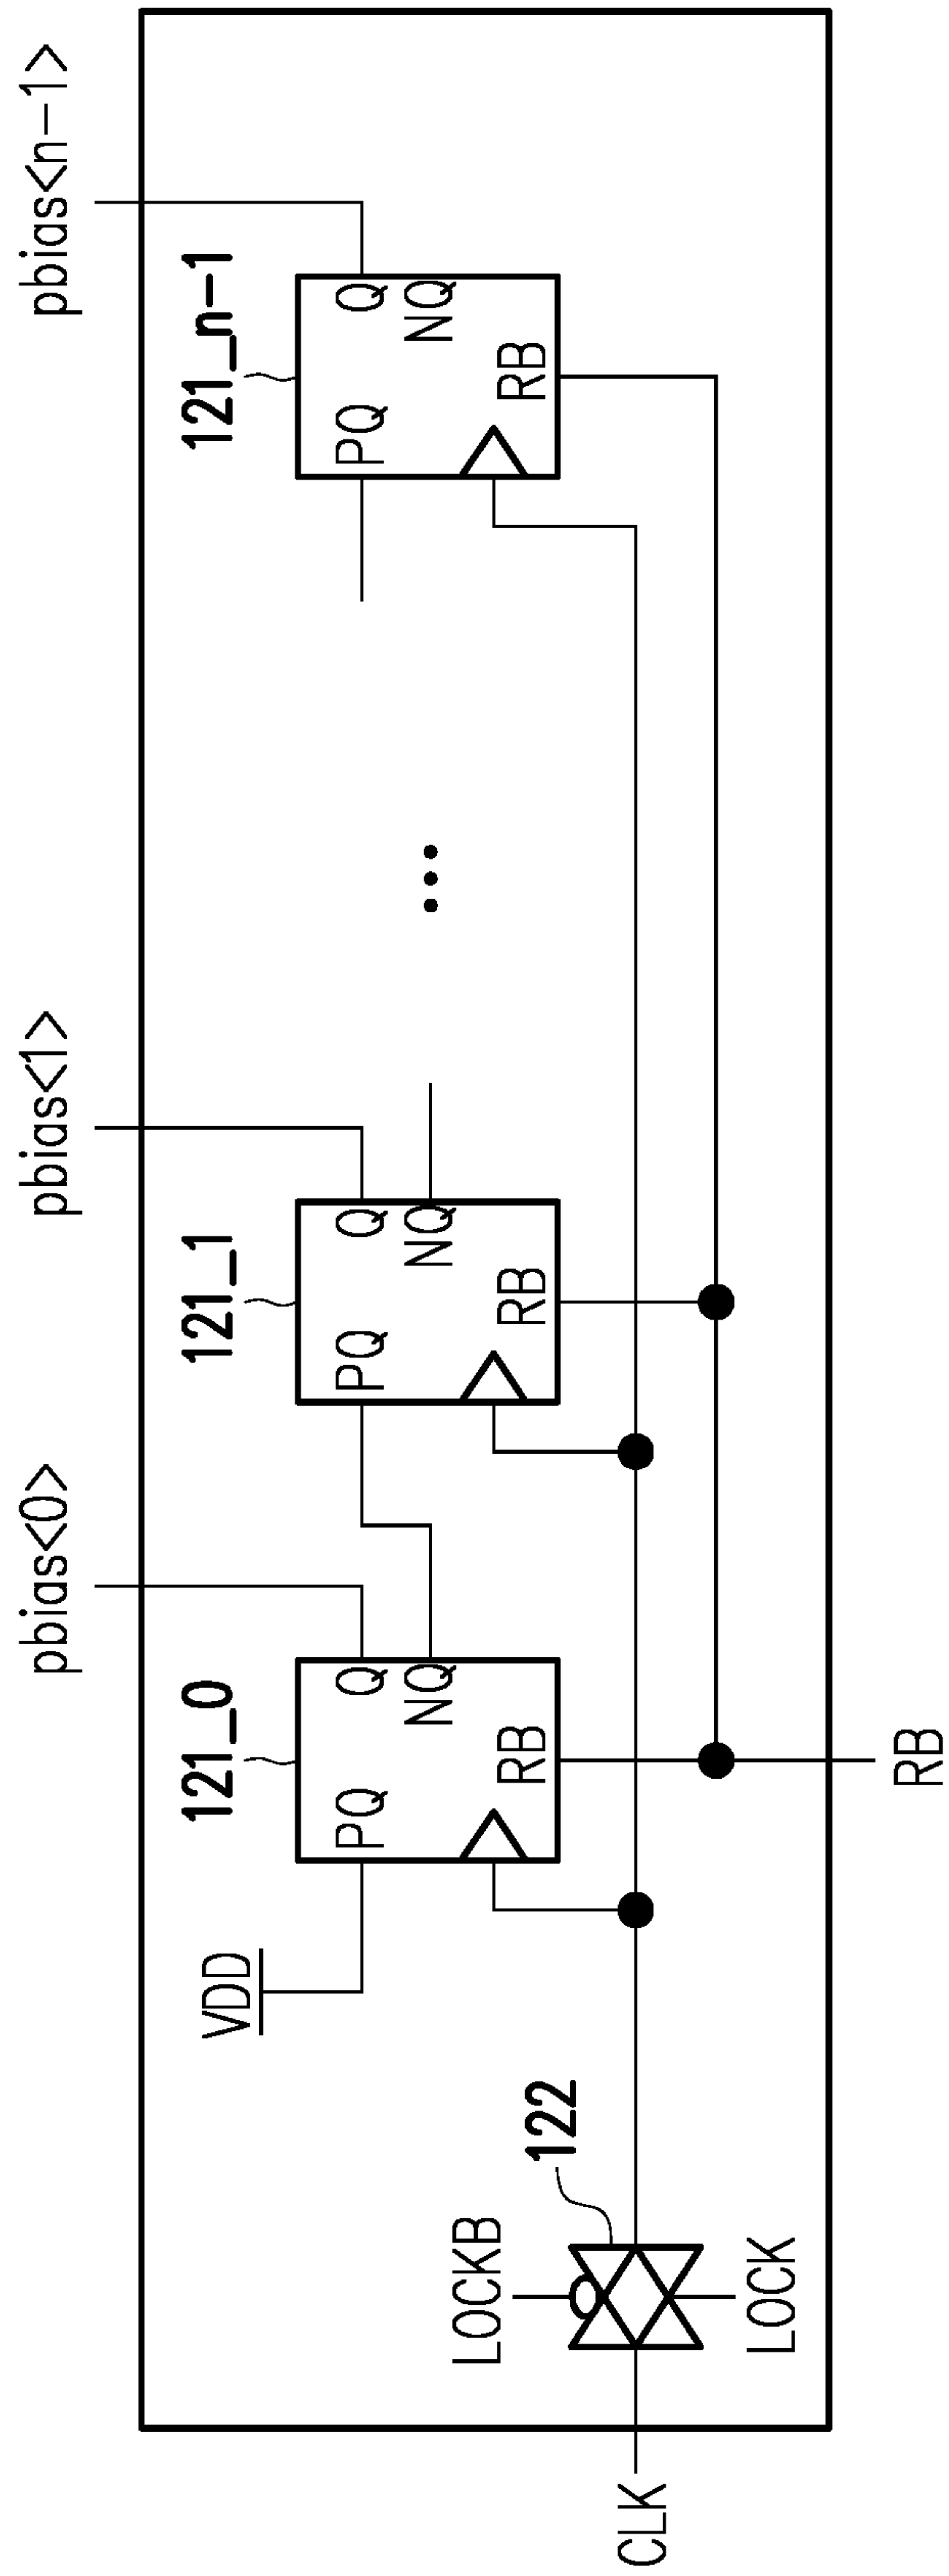 pbias<0>
pbias<1>
pbias<n-1>
121_0
121_1
121_n-1
VDD
PQ
Q
NQ
RB
PQ
Q
NQ
RB
PQ
Q
NQ
RB
122
LOCKB
LOCK
CLK
RB